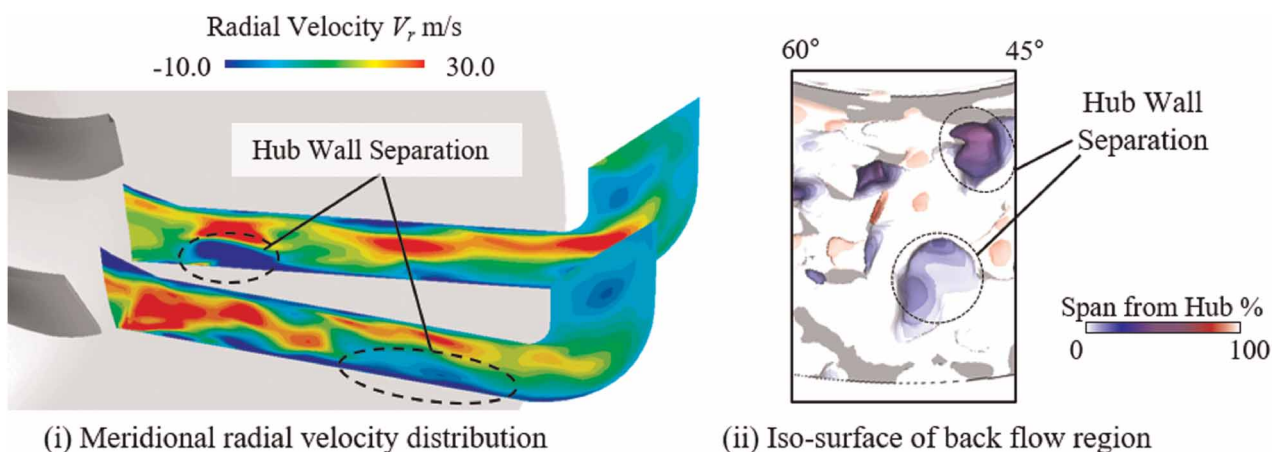 Radial Velocity V_r m/s
-10.0 30.0
Hub Wall Separation
(i) Meridional radial velocity distribution
60° 45°
Hub Wall
Separation
Span from Hub %
0 100
(ii) Iso-surface of back flow region